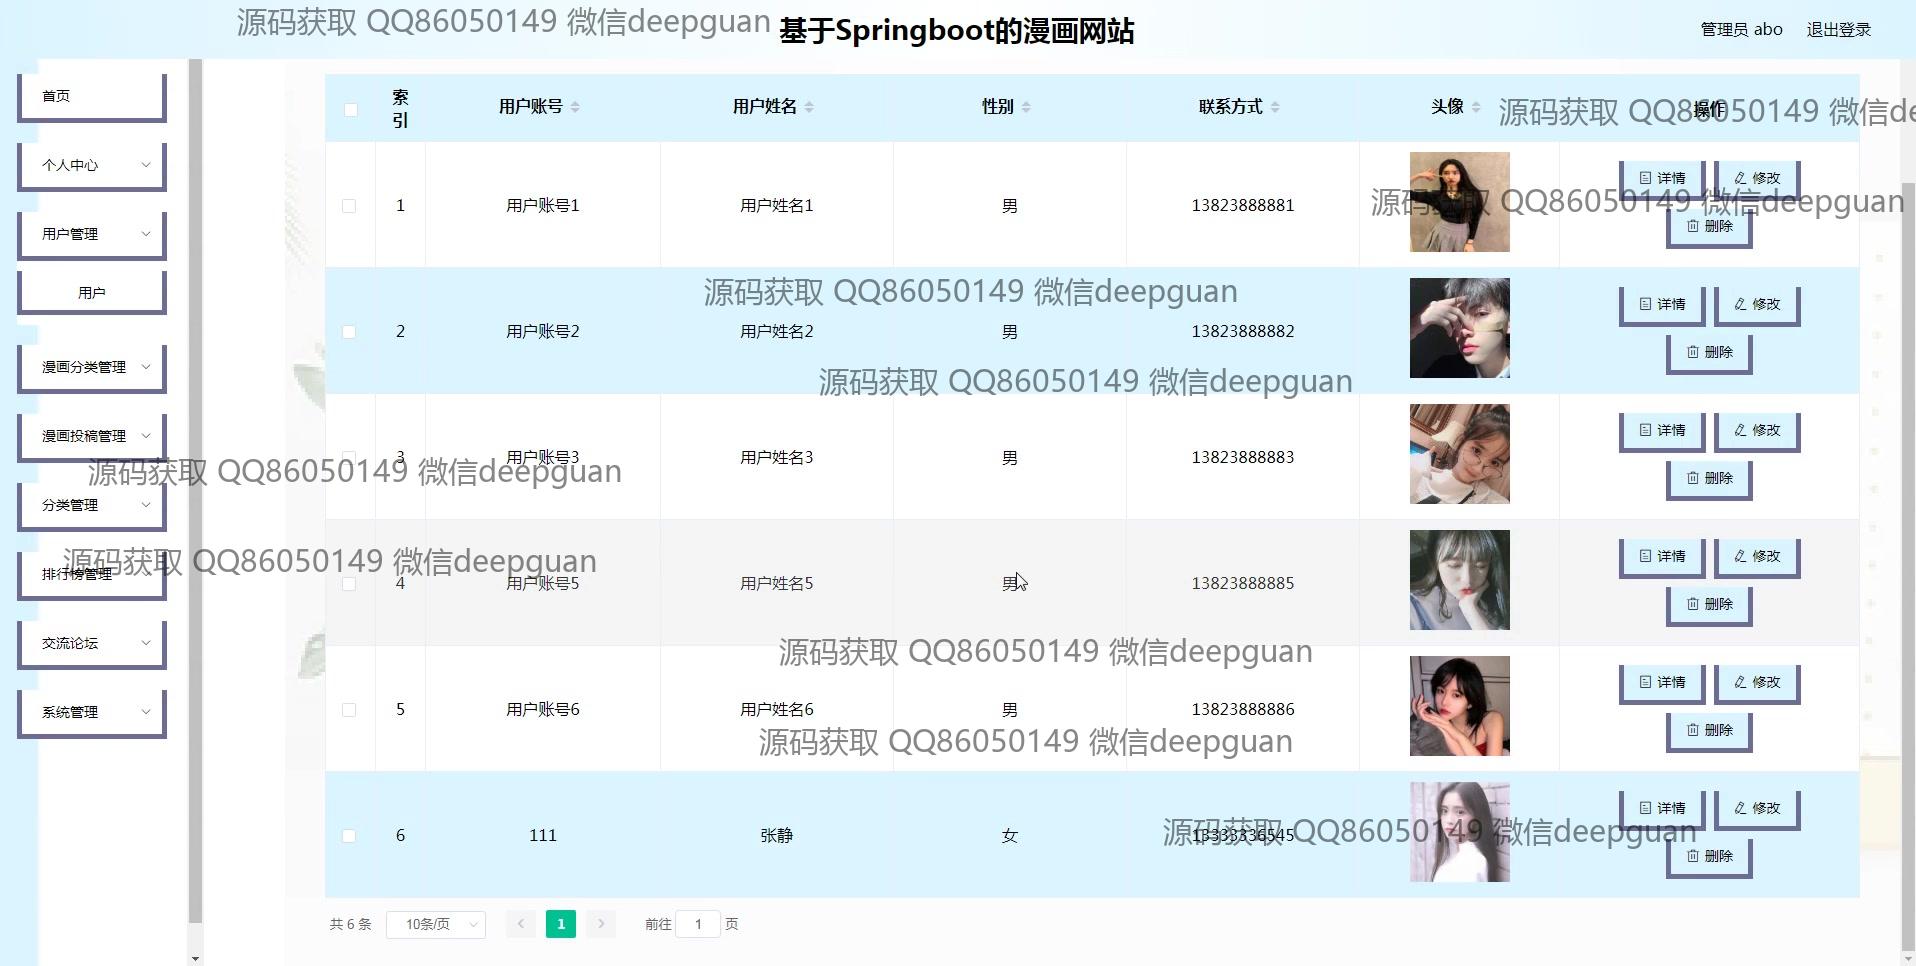 源码获取 QQ86050149 微信deepguan
基于Springboot的漫画网站
管理员 abo 退出登录
首页
个人中心
用户管理
用户
漫画分类管理
漫画投稿管理
分类管理
排行榜管理
交流论坛
系统管理
索引 用户账号 用户姓名 性别 联系方式 头像 操作
源码获取 QQ86050149 微信de
1 用户账号1 用户姓名1 男 13823888881 详情 修改 删除
源码获取 QQ86050149 微信deepguan
源码获取 QQ86050149 微信deepguan
2 用户账号2 用户姓名2 男 13823888882 详情 修改 删除
源码获取 QQ86050149 微信deepguan
3 用户账号3 用户姓名3 男 13823888883 详情 修改 删除
源码获取 QQ86050149 微信deepguan
源码获取 QQ86050149 微信deepguan
4 用户账号5 用户姓名5 男 13823888885 详情 修改 删除
源码获取 QQ86050149 微信deepguan
5 用户账号6 用户姓名6 男 13823888886 详情 修改 删除
源码获取 QQ86050149 微信deepguan
6 111 张静 女 13333336545 详情 修改 删除
源码获取 QQ86050149 微信deepguan
共 6 条 10条/页 1 前往 1 页